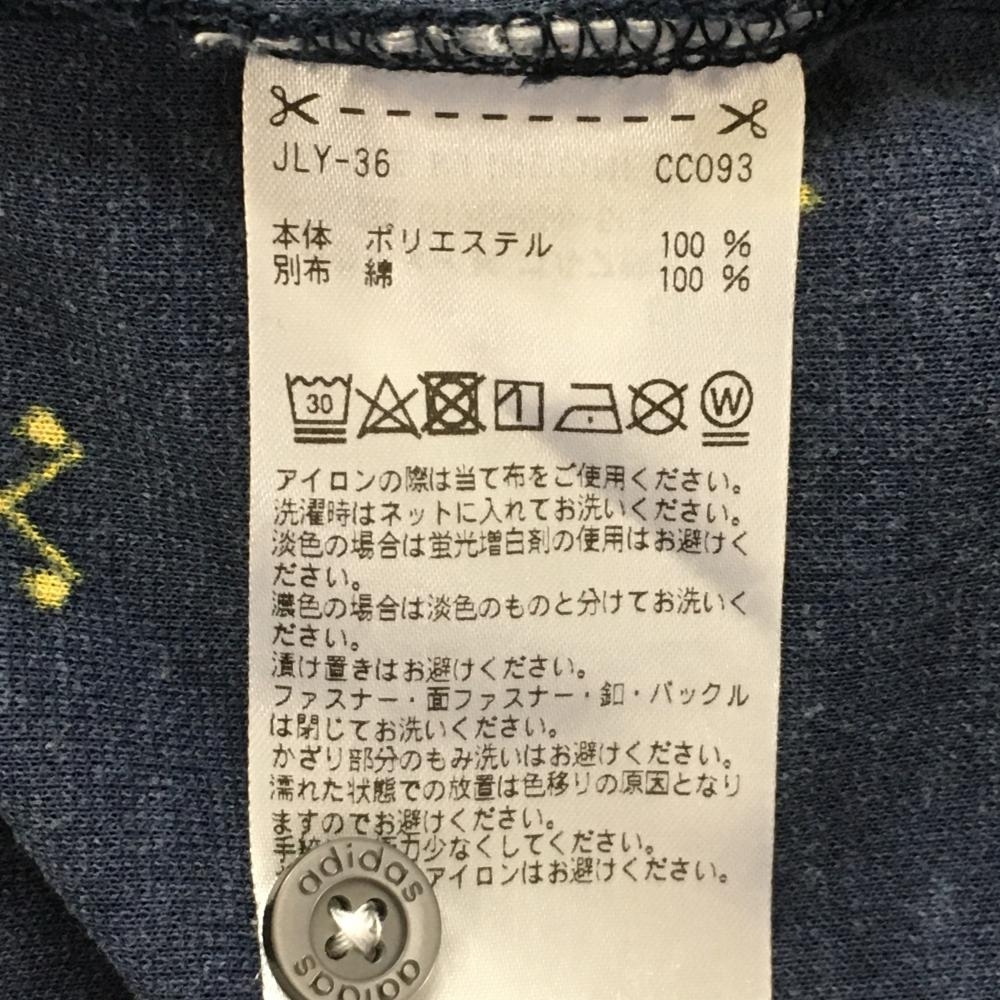 JLY-36 CC093
本体 ポリエステル 100 %
別布 綿 100 %
30 W
アイロンの際は当て布をご使用ください。
洗濯時はネットに入れてお洗いください。
淡色の場合は蛍光増白剤の使用はお避けく
ださい。
濃色の場合は淡色のものと分けてお洗いく
ださい。
漬け置きはお避けください。
ファスナー・面ファスナー・釦・バックル
は閉じてお洗いください。
かざり部分のもみ洗いはお避けください。
濡れた状態での放置は色移りの原因となり
ますのでお避けください。
手絞 力少なくしてください。
アイロンはお避けください。
adidas
adidas